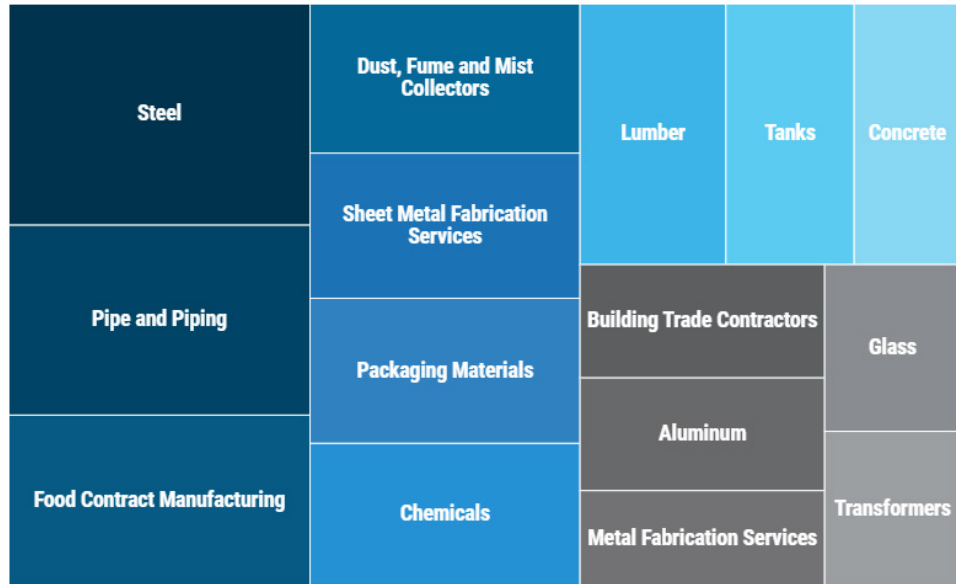 Steel
Pipe and Piping
Food Contract Manufacturing
Dust, Fume and Mist
Collectors
Sheet Metal Fabrication
Services
Packaging Materials
Chemicals
Lumber
Tanks
Concrete
Building Trade Contractors
Aluminum
Metal Fabrication Services
Glass
Transformers